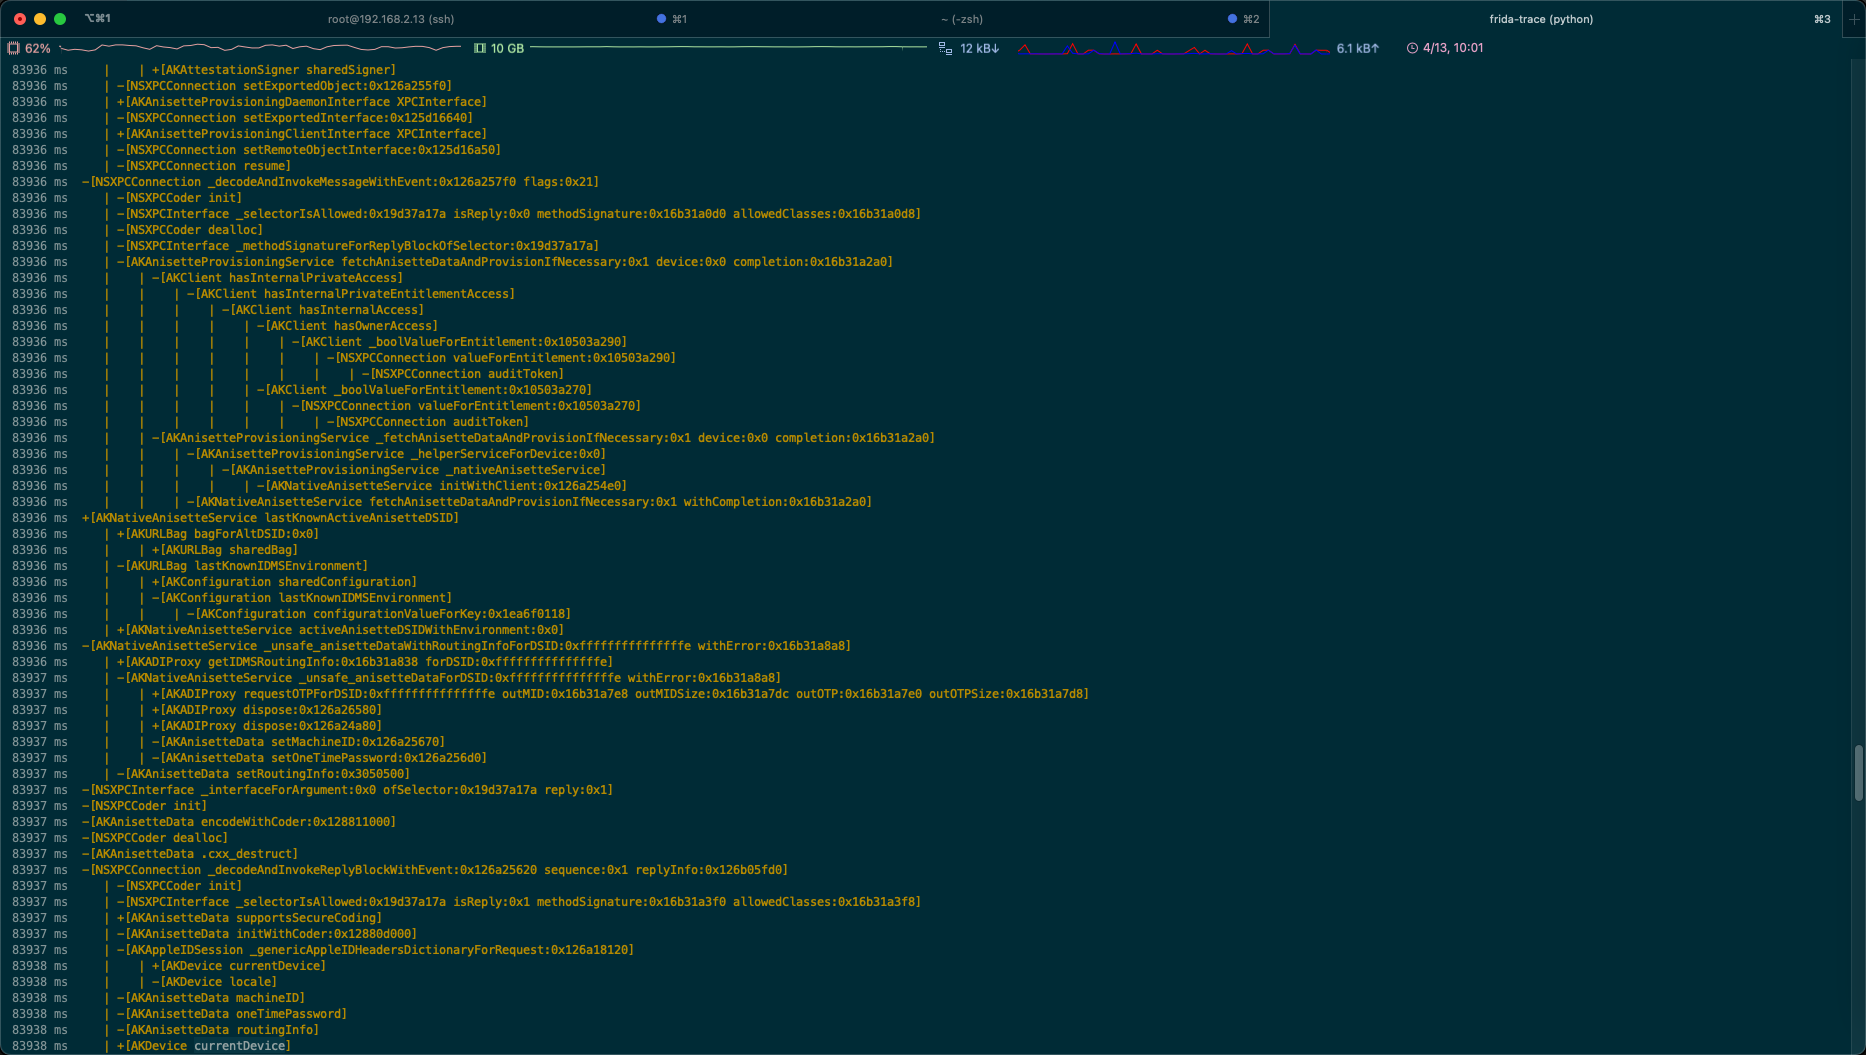 ⌥⌘1 root@192.168.2.13 (ssh) ⌘1 ~ (-zsh) ⌘2 frida-trace (python) ⌘3 +
62% 10 GB 12 kB↓ 6.1 kB↑ 4/13, 10:01
83936 ms    |    | +[AKAttestationSigner sharedSigner]
83936 ms    | -[NSXPCConnection setExportedObject:0x126a255f0]
83936 ms    | +[AKAnisetteProvisioningDaemonInterface XPCInterface]
83936 ms    | -[NSXPCConnection setExportedInterface:0x125d16640]
83936 ms    | +[AKAnisetteProvisioningClientInterface XPCInterface]
83936 ms    | -[NSXPCConnection setRemoteObjectInterface:0x125d16a50]
83936 ms    | -[NSXPCConnection resume]
83936 ms  -[NSXPCConnection _decodeAndInvokeMessageWithEvent:0x126a257f0 flags:0x21]
83936 ms    | -[NSXPCCoder init]
83936 ms    | -[NSXPCInterface _selectorIsAllowed:0x19d37a17a isReply:0x0 methodSignature:0x16b31a0d0 allowedClasses:0x16b31a0d8]
83936 ms    | -[NSXPCCoder dealloc]
83936 ms    | -[NSXPCInterface _methodSignatureForReplyBlockOfSelector:0x19d37a17a]
83936 ms    | -[AKAnisetteProvisioningService fetchAnisetteDataAndProvisionIfNecessary:0x1 device:0x0 completion:0x16b31a2a0]
83936 ms    |    | -[AKClient hasInternalPrivateAccess]
83936 ms    |    |    | -[AKClient hasInternalPrivateEntitlementAccess]
83936 ms    |    |    |    | -[AKClient hasInternalAccess]
83936 ms    |    |    |    |    | -[AKClient hasOwnerAccess]
83936 ms    |    |    |    |    |    | -[AKClient _boolValueForEntitlement:0x10503a290]
83936 ms    |    |    |    |    |    |    | -[NSXPCConnection valueForEntitlement:0x10503a290]
83936 ms    |    |    |    |    |    |    |    | -[NSXPCConnection auditToken]
83936 ms    |    |    |    |    | -[AKClient _boolValueForEntitlement:0x10503a270]
83936 ms    |    |    |    |    |    | -[NSXPCConnection valueForEntitlement:0x10503a270]
83936 ms    |    |    |    |    |    |    | -[NSXPCConnection auditToken]
83936 ms    |    | -[AKAnisetteProvisioningService _fetchAnisetteDataAndProvisionIfNecessary:0x1 device:0x0 completion:0x16b31a2a0]
83936 ms    |    |    | -[AKAnisetteProvisioningService _helperServiceForDevice:0x0]
83936 ms    |    |    |    | -[AKAnisetteProvisioningService _nativeAnisetteService]
83936 ms    |    |    |    |    | -[AKNativeAnisetteService initWithClient:0x126a254e0]
83936 ms    |    |    | -[AKNativeAnisetteService fetchAnisetteDataAndProvisionIfNecessary:0x1 withCompletion:0x16b31a2a0]
83936 ms  +[AKNativeAnisetteService lastKnownActiveAnisetteDSID]
83936 ms    | +[AKURLBag bagForAltDSID:0x0]
83936 ms    |    | +[AKURLBag sharedBag]
83936 ms    | -[AKURLBag lastKnownIDMSEnvironment]
83936 ms    |    | +[AKConfiguration sharedConfiguration]
83936 ms    |    | -[AKConfiguration lastKnownIDMSEnvironment]
83936 ms    |    |    | -[AKConfiguration configurationValueForKey:0x1ea6f0118]
83936 ms    | +[AKNativeAnisetteService activeAnisetteDSIDWithEnvironment:0x0]
83936 ms  -[AKNativeAnisetteService _unsafe_anisetteDataWithRoutingInfoForDSID:0xfffffffffffffffe withError:0x16b31a8a8]
83936 ms    | +[AKADIProxy getIDMSRoutingInfo:0x16b31a838 forDSID:0xfffffffffffffffe]
83937 ms    | -[AKNativeAnisetteService _unsafe_anisetteDataForDSID:0xfffffffffffffffe withError:0x16b31a8a8]
83937 ms    |    | +[AKADIProxy requestOTPForDSID:0xfffffffffffffffe outMID:0x16b31a7e8 outMIDSize:0x16b31a7dc outOTP:0x16b31a7e0 outOTPSize:0x16b31a7d8]
83937 ms    |    | +[AKADIProxy dispose:0x126a26580]
83937 ms    |    | +[AKADIProxy dispose:0x126a24a80]
83937 ms    |    | -[AKAnisetteData setMachineID:0x126a25670]
83937 ms    |    | -[AKAnisetteData setOneTimePassword:0x126a256d0]
83937 ms    | -[AKAnisetteData setRoutingInfo:0x3050500]
83937 ms  -[NSXPCInterface _interfaceForArgument:0x0 ofSelector:0x19d37a17a reply:0x1]
83937 ms  -[NSXPCCoder init]
83937 ms  -[AKAnisetteData encodeWithCoder:0x128811000]
83937 ms  -[NSXPCCoder dealloc]
83937 ms  -[AKAnisetteData .cxx_destruct]
83937 ms  -[NSXPCConnection _decodeAndInvokeReplyBlockWithEvent:0x126a25620 sequence:0x1 replyInfo:0x126b05fd0]
83937 ms    | -[NSXPCCoder init]
83937 ms    | -[NSXPCInterface _selectorIsAllowed:0x19d37a17a isReply:0x1 methodSignature:0x16b31a3f0 allowedClasses:0x16b31a3f8]
83937 ms    | +[AKAnisetteData supportsSecureCoding]
83937 ms    | -[AKAnisetteData initWithCoder:0x12880d000]
83937 ms    | -[AKAppleIDSession _genericAppleIDHeadersDictionaryForRequest:0x126a18120]
83938 ms    |    | +[AKDevice currentDevice]
83938 ms    |    | -[AKDevice locale]
83938 ms    | -[AKAnisetteData machineID]
83938 ms    | -[AKAnisetteData oneTimePassword]
83938 ms    | -[AKAnisetteData routingInfo]
83938 ms    | +[AKDevice currentDevice]